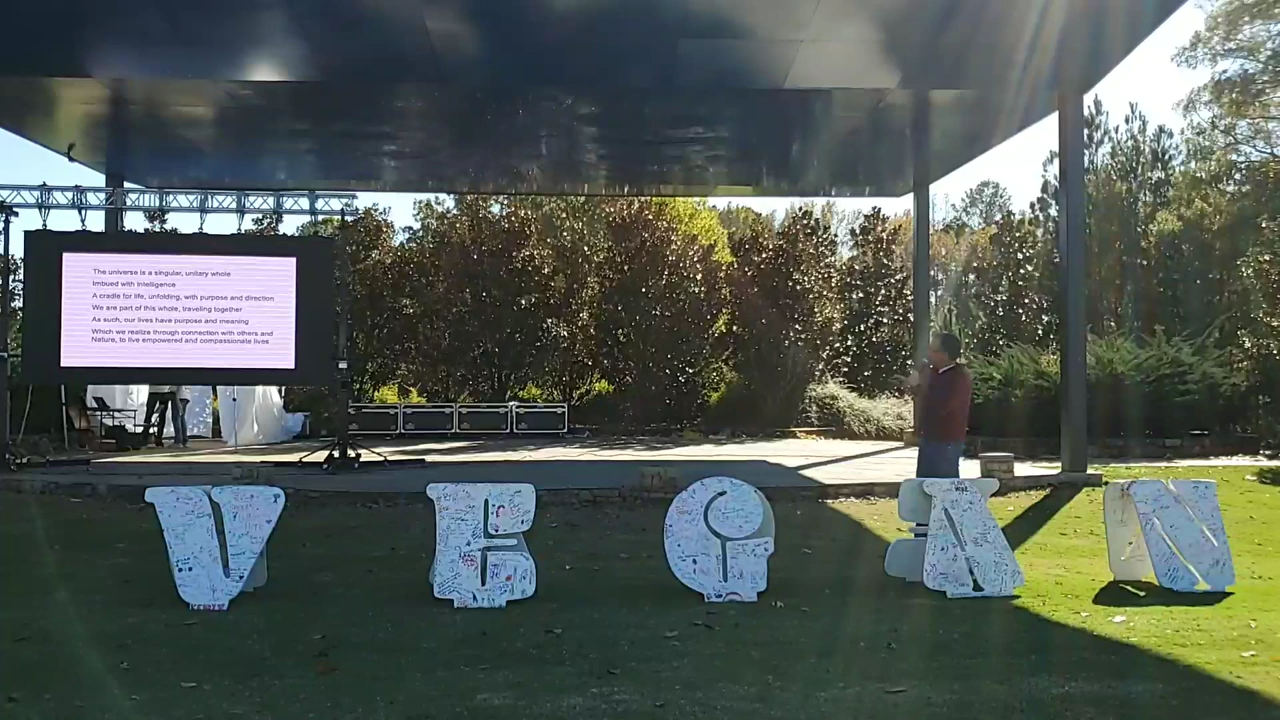 The universe is a singular, unitary whole
Imbued with Intelligence
A cradle for life, unfolding, with purpose and direction
We are part of this whole, traveling together
As such, our lives have purpose and meaning
Which we realize through connection with others and
Nature, to live empowered and compassionate lives
VEGAN